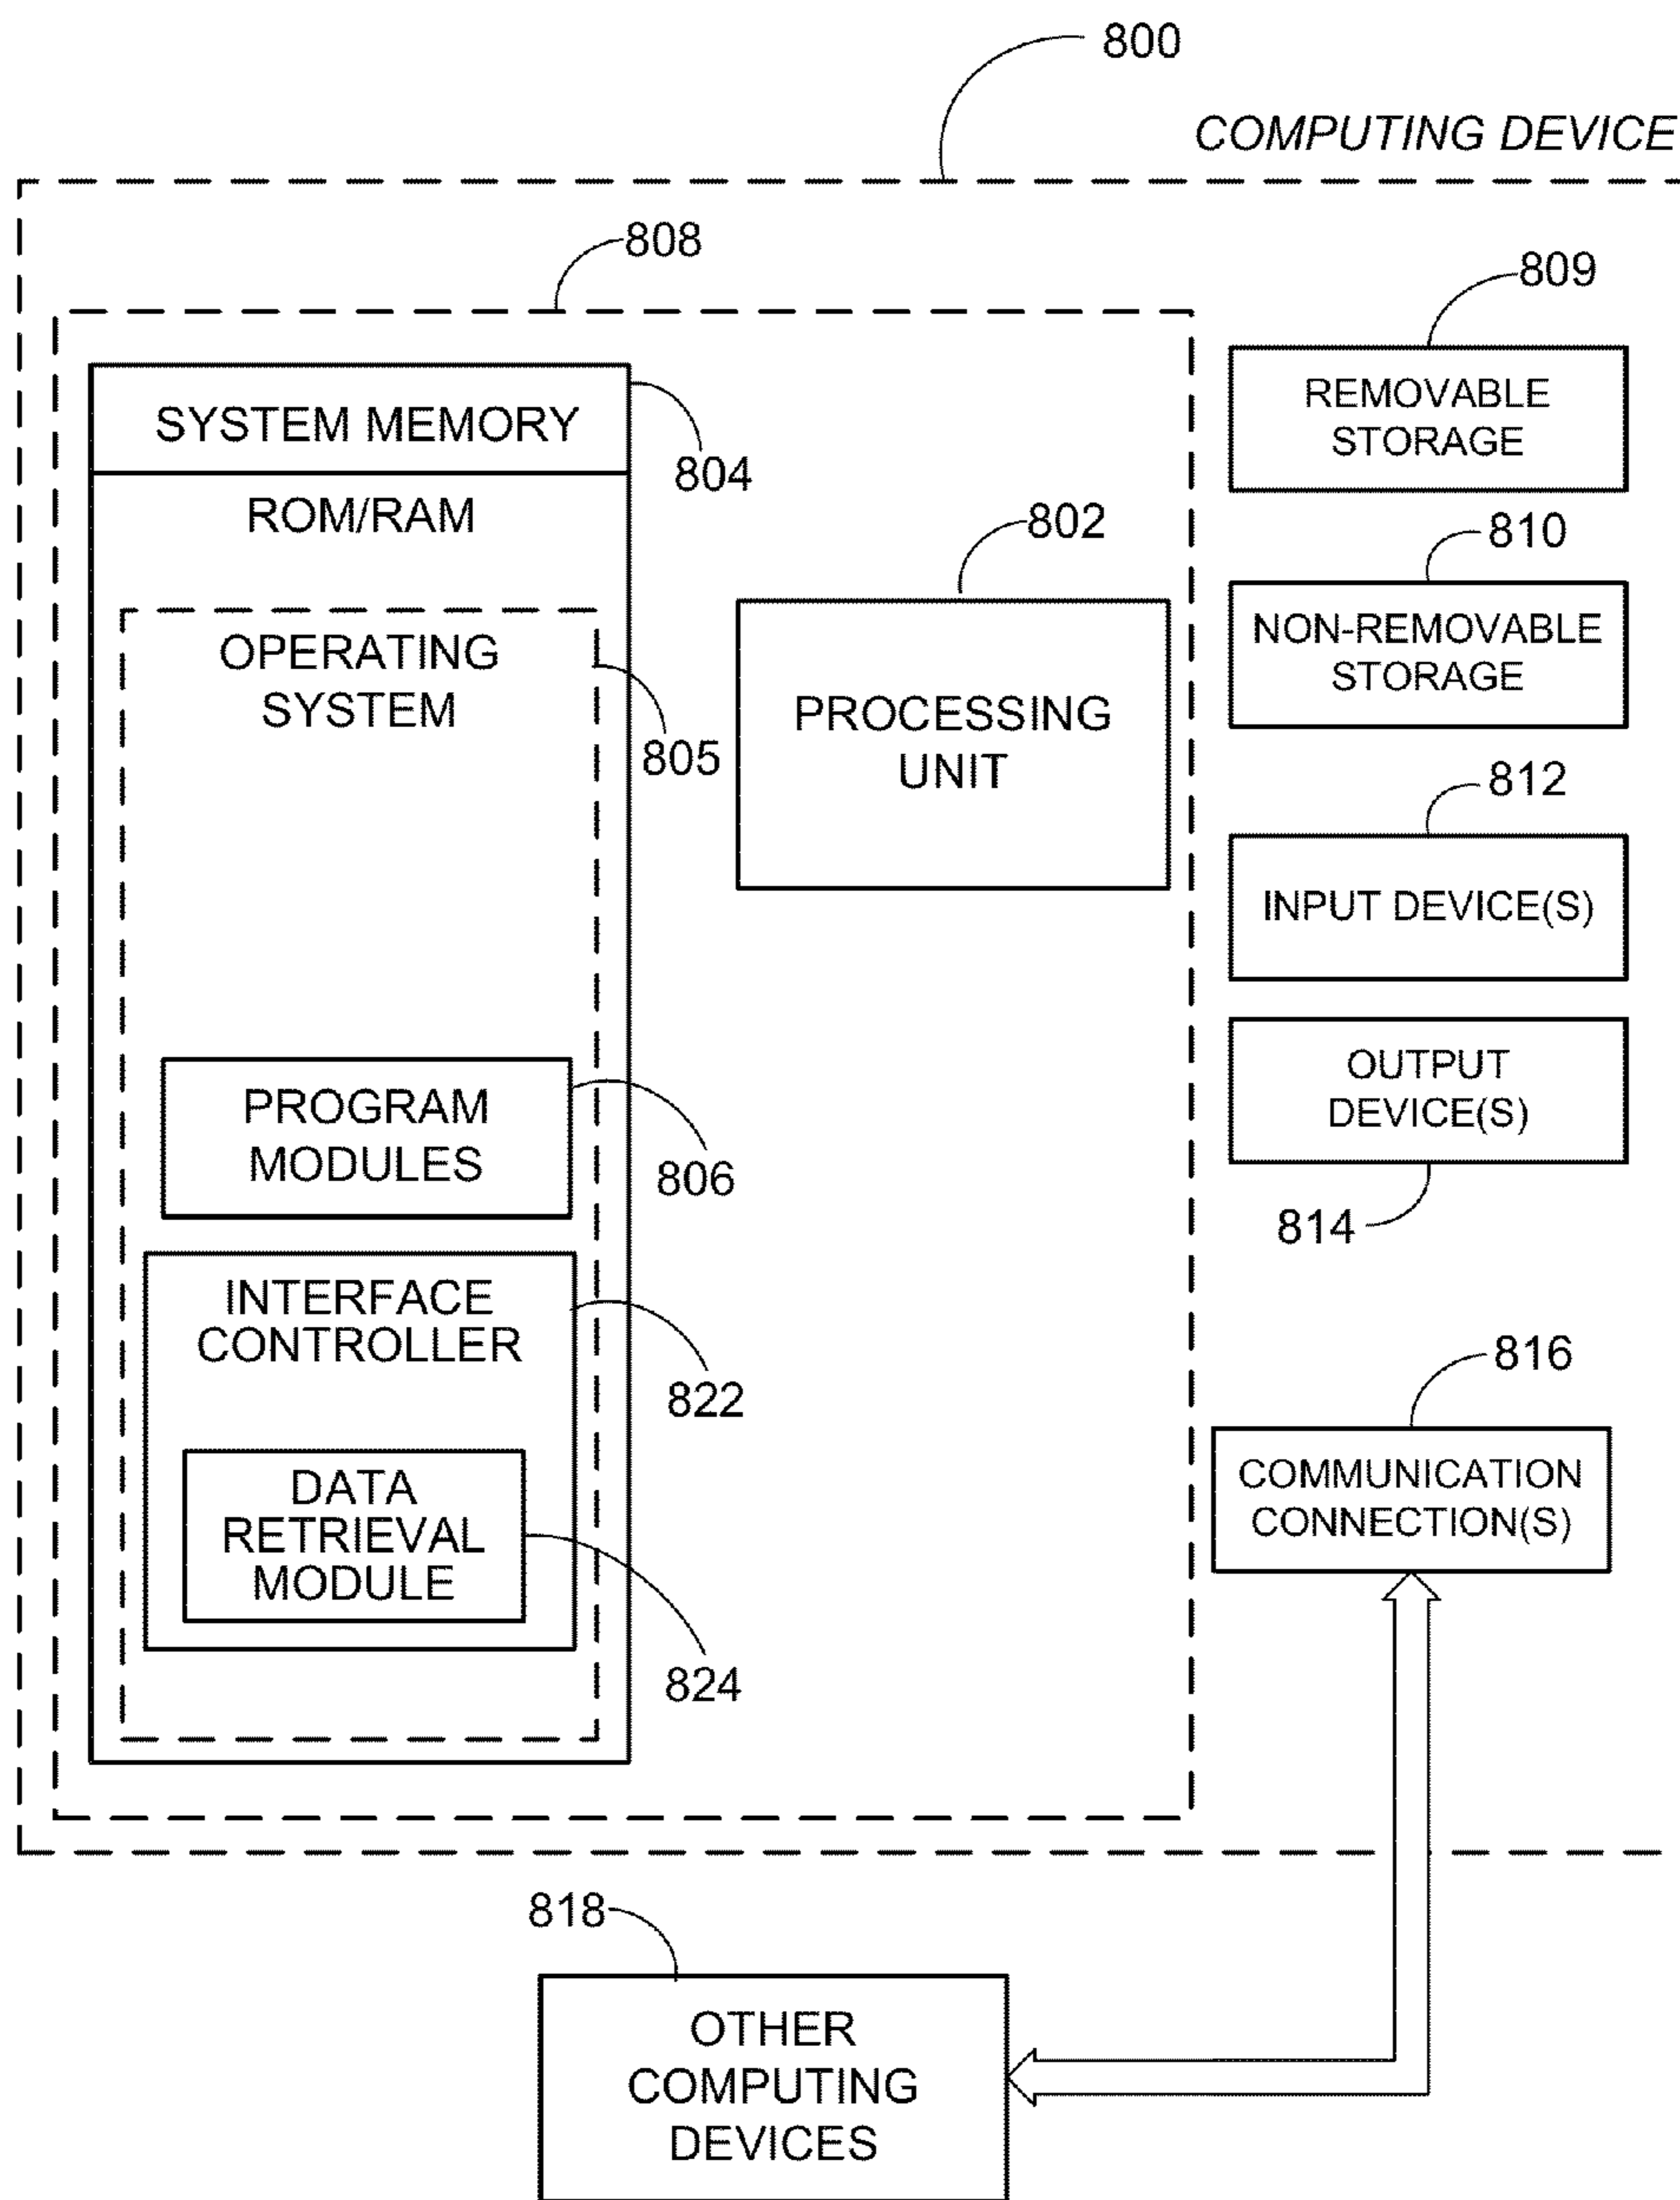 800
COMPUTING DEVICE
808
809
SYSTEM MEMORY
804
ROM/RAM
REMOVABLE
STORAGE
802
810
OPERATING
SYSTEM
805
PROCESSING
UNIT
NON-REMOVABLE
STORAGE
812
INPUT DEVICE(S)
PROGRAM
MODULES
806
OUTPUT
DEVICE(S)
814
INTERFACE
CONTROLLER
822
816
DATA
RETRIEVAL
MODULE
824
COMMUNICATION
CONNECTION(S)
818
OTHER
COMPUTING
DEVICES